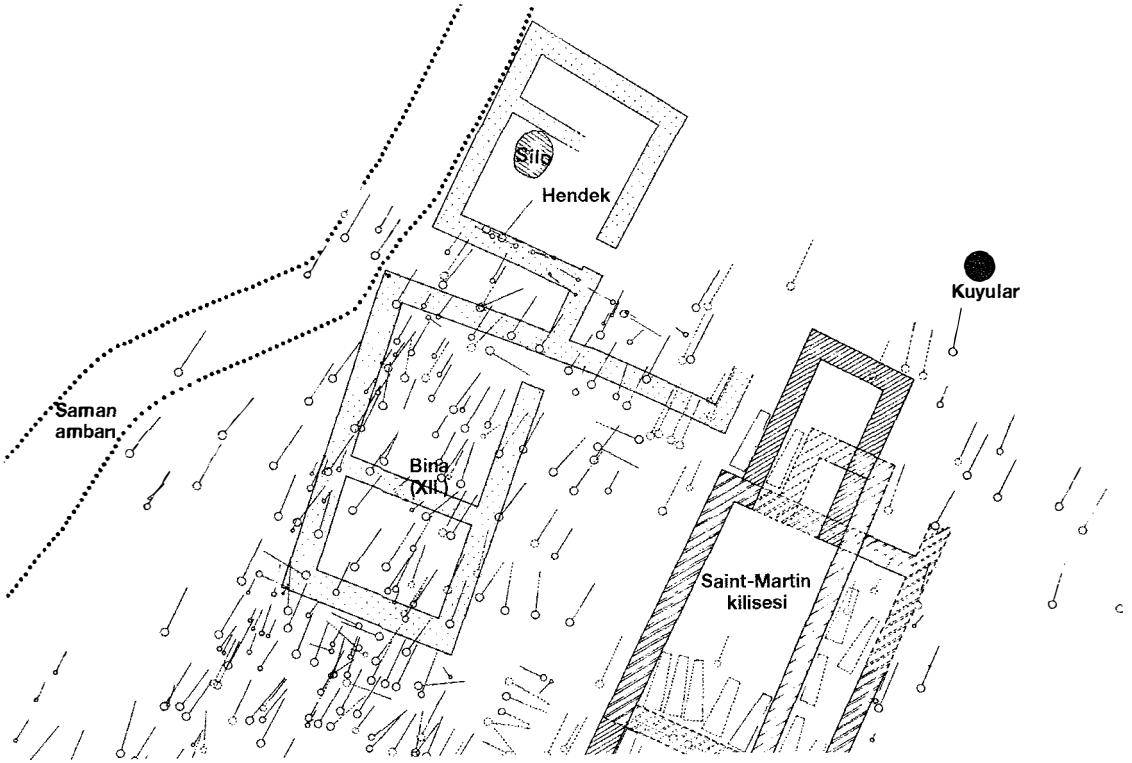 Silo
Hendek
Kuyular
Saman
ambarı
Bina
(XII.)
Saint-Martin
kilisesi